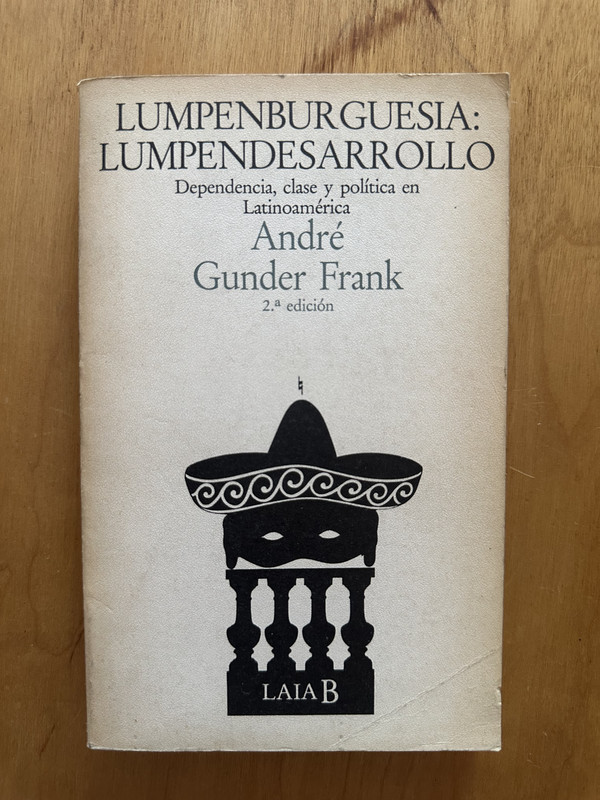 LUMPENBURGUESIA:
LUMPENDESARROLLO
Dependencia, clase y política en
Latinoamérica
André
Gunder Frank
2.ª edición
LAIA B